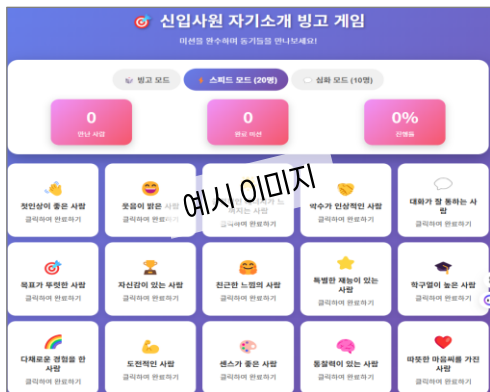 🎯 신입사원 자기소개 빙고 게임
미션을 완수하며 동기들을 만나보세요!
빙고 모드
스피드 모드 (20명)
심화 모드 (10명)
0
만난 사람
0
완료 미션
0%
진행률
첫인상이 좋은 사람
클릭하여 완료하기
웃음이 밝은 사람
클릭하여 완료하기
예시 이미지
클릭하여 완료하기
악수가 인상적인 사람
클릭하여 완료하기
대화가 잘 통하는 사
람
클릭하여 완료하기
목표가 뚜렷한 사람
클릭하여 완료하기
자신감이 있는 사람
클릭하여 완료하기
친근한 느낌의 사람
클릭하여 완료하기
특별한 재능이 있는
사람
클릭하여 완료하기
학구열이 높은 사람
클릭하여 완료하기
다채로운 경험을 한
사람
클릭하여 완료하기
도전적인 사람
클릭하여 완료하기
센스가 좋은 사람
클릭하여 완료하기
통찰력이 있는 사람
클릭하여 완료하기
따뜻한 마음씨를 가진
사람
클릭하여 완료하기